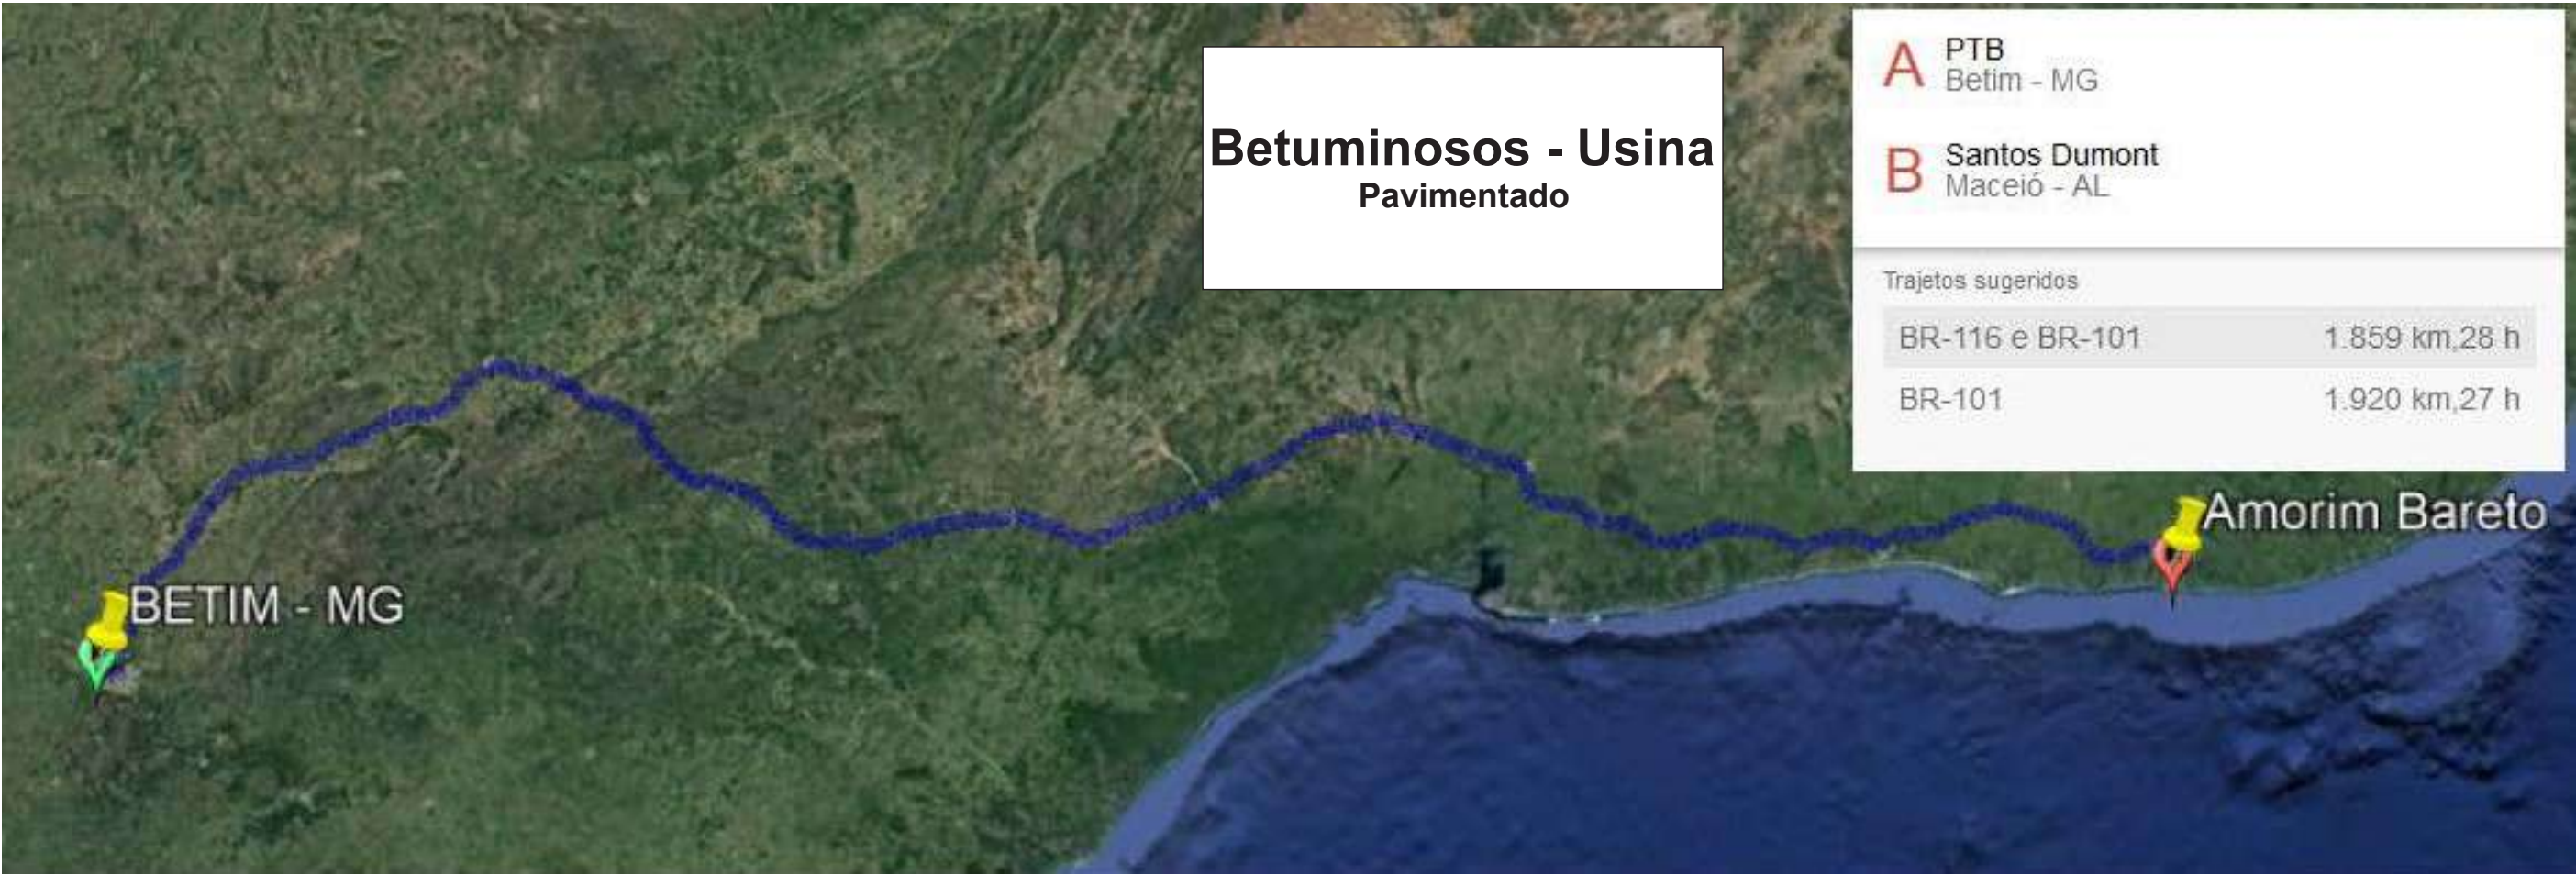 Betuminosos - Usina
Pavimentado
A PTB
Betim - MG
B Santos Dumont
Maceió - AL
Trajetos sugeridos
BR-116 e BR-101 1.859 km,28 h
BR-101 1.920 km,27 h
Amorim Bareto
BETIM - MG